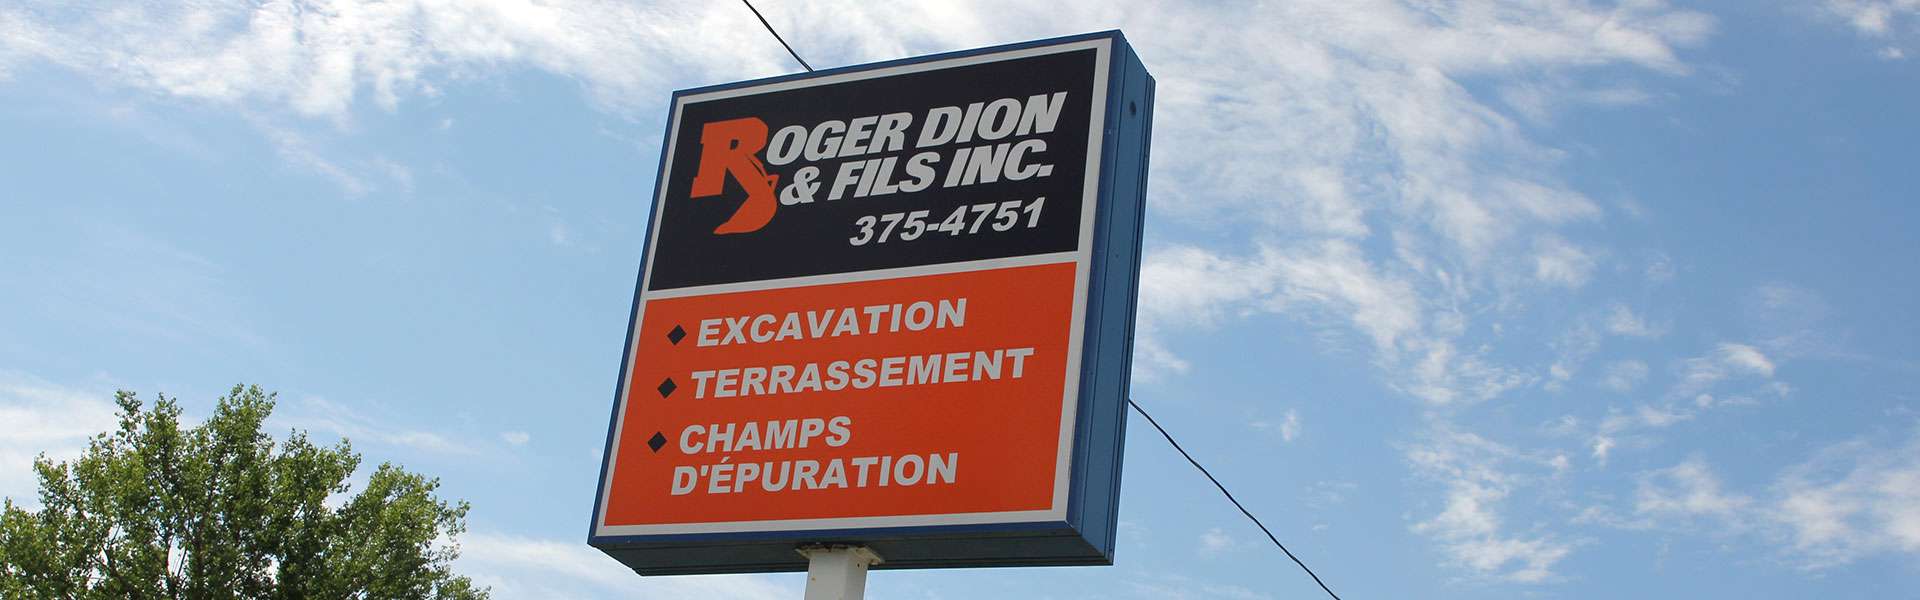 ROGER DION
& FILS INC.
375-4751
EXCAVATION
TERRASSEMENT
CHAMPS
D'ÉPURATION